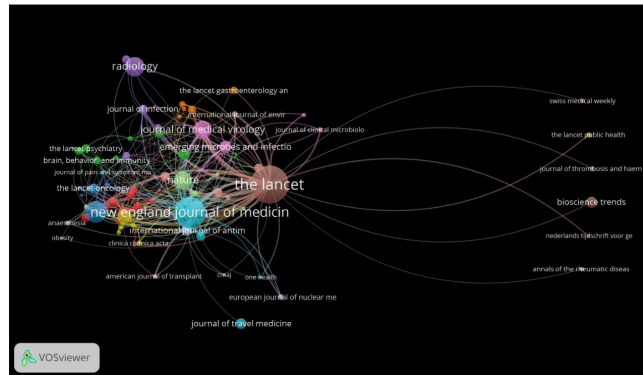 radiology
the lancet gastroenterology an
swiss medical weekly
journal of infection
international journal of envir
journal of medical virology
journal of clinical microbiolo
the lancet public health
the lancet psychiatry
emerging microbes and infectio
brain, behavior, and immunity
journal of pain and symptom ma
nature
journal of thrombosis and haem
the lancet oncology
the lancet
bioscience trends
new england journal of medicin
anaesthesia
international journal of antim
obesity
clinica chimica acta
nederlands tijdschrift voor ge
american journal of transplant
cmaj
one health
annals of the rheumatic diseas
european journal of nuclear me
journal of travel medicine
VOSviewer